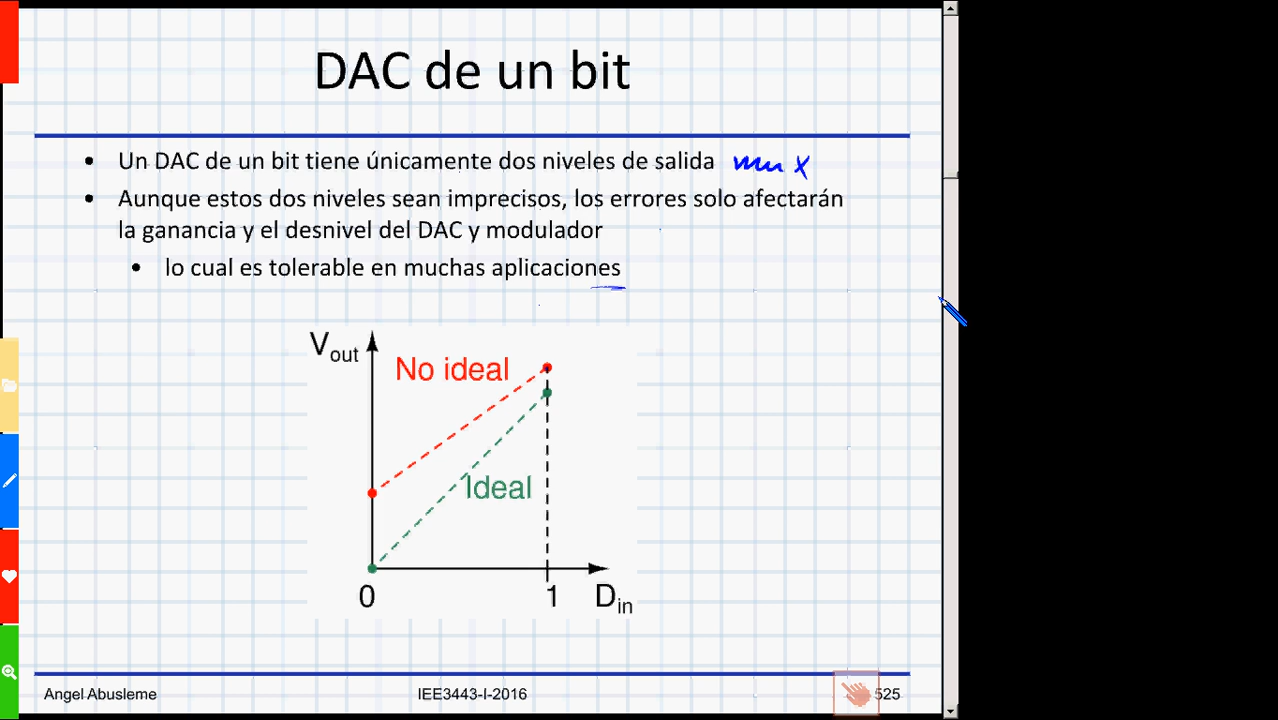 DAC de un bit
• Un DAC de un bit tiene únicamente dos niveles de salida mux
• Aunque estos dos niveles sean imprecisos, los errores solo afectarán
la ganancia y el desnivel del DAC y modulador
• lo cual es tolerable en muchas aplicaciones
Vout
No ideal
Ideal
0
1
Din
Angel Abusleme
IEE3443-I-2016
525